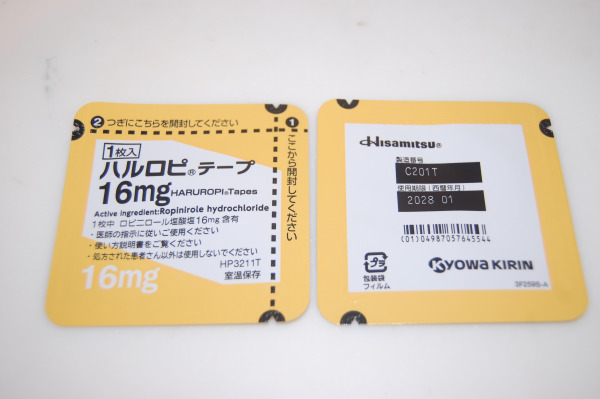 ② つぎにこちらを開封してください
① ここから開封してください
1枚入
ハルロピ®テープ
16mg HARUROPI®Tapes
Active ingredient:Ropinirole hydrochloride
1枚中 ロピニロール塩酸塩16mg 含有
・医師の指示に従いご使用ください
・使い方説明書をご覧ください
・処方された患者さん以外は使用しないでください
HP3211T
16mg 室温保存
Hisamitsu®
製造番号
C201T
使用期限(西暦年月)
2028 01
(01)04987057645544
プラ
包装袋
フィルム
KYOWA KIRIN
3F259S-A